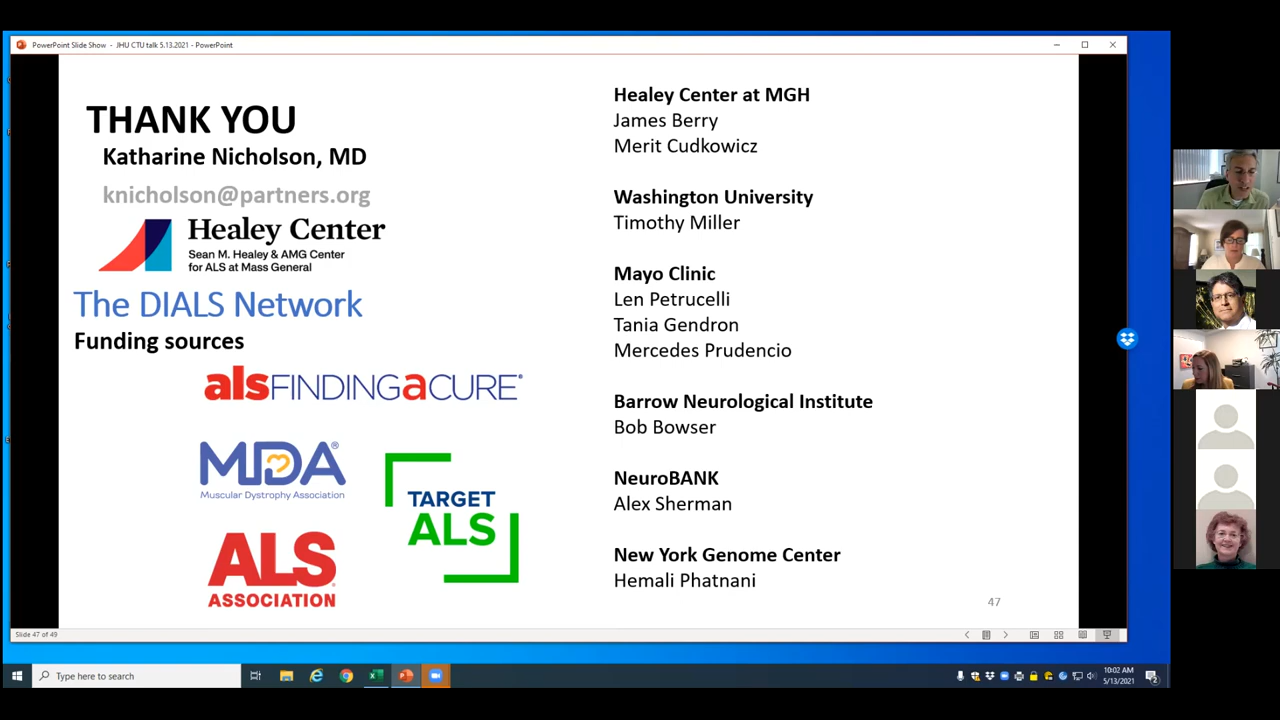 PowerPoint Slide Show - JHU CTU talk 5.13.2021 - PowerPoint
THANK YOU
Katharine Nicholson, MD
knicholson@partners.org
Healey Center
Sean M. Healey & AMG Center
for ALS at Mass General
The DIALS Network
Funding sources
alsFINDINGaCURE®
MDA®
Muscular Dystrophy Association
TARGET
ALS
ALS
ASSOCIATION
Healey Center at MGH
James Berry
Merit Cudkowicz
Washington University
Timothy Miller
Mayo Clinic
Len Petrucelli
Tania Gendron
Mercedes Prudencio
Barrow Neurological Institute
Bob Bowser
NeuroBANK
Alex Sherman
New York Genome Center
Hemali Phatnani
47
Slide 47 of 49
Type here to search
10:02 AM
5/13/2021
2